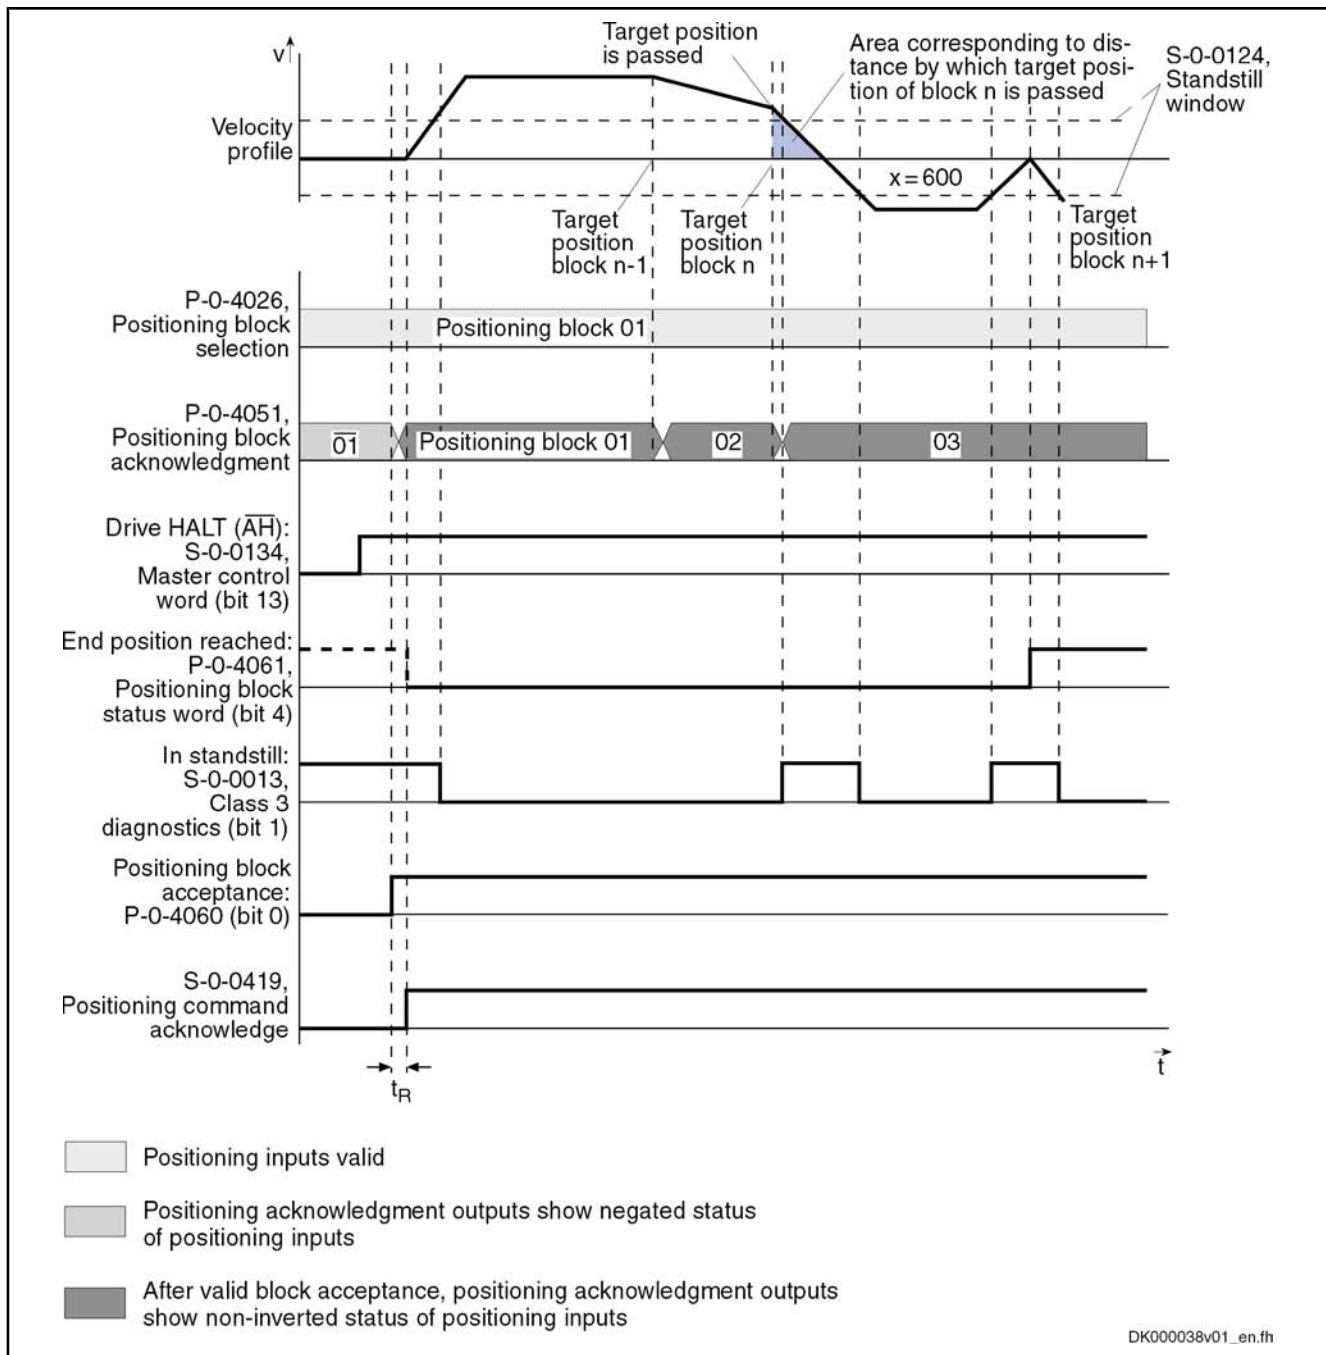 v
Target position
is passed
Area corresponding to dis-
tance by which target posi-
tion of block n is passed
S-0-0124,
Standstill
window
Velocity
profile
x=600
Target
position
block n-1
Target
position
block n
Target
position
block n+1
P-0-4026,
Positioning block
selection
Positioning block 01
P-0-4051,
Positioning block
acknowledgment
0̅1̅
Positioning block 01
02
03
Drive HALT (A̅H̅):
S-0-0134,
Master control
word (bit 13)
End position reached:
P-0-4061,
Positioning block
status word (bit 4)
In standstill:
S-0-0013,
Class 3
diagnostics (bit 1)
Positioning block
acceptance:
P-0-4060 (bit 0)
S-0-0419,
Positioning command
acknowledge
t
tR
Positioning inputs valid
Positioning acknowledgment outputs show negated status
of positioning inputs
After valid block acceptance, positioning acknowledgment outputs
show non-inverted status of positioning inputs
DK000038v01_en.fh